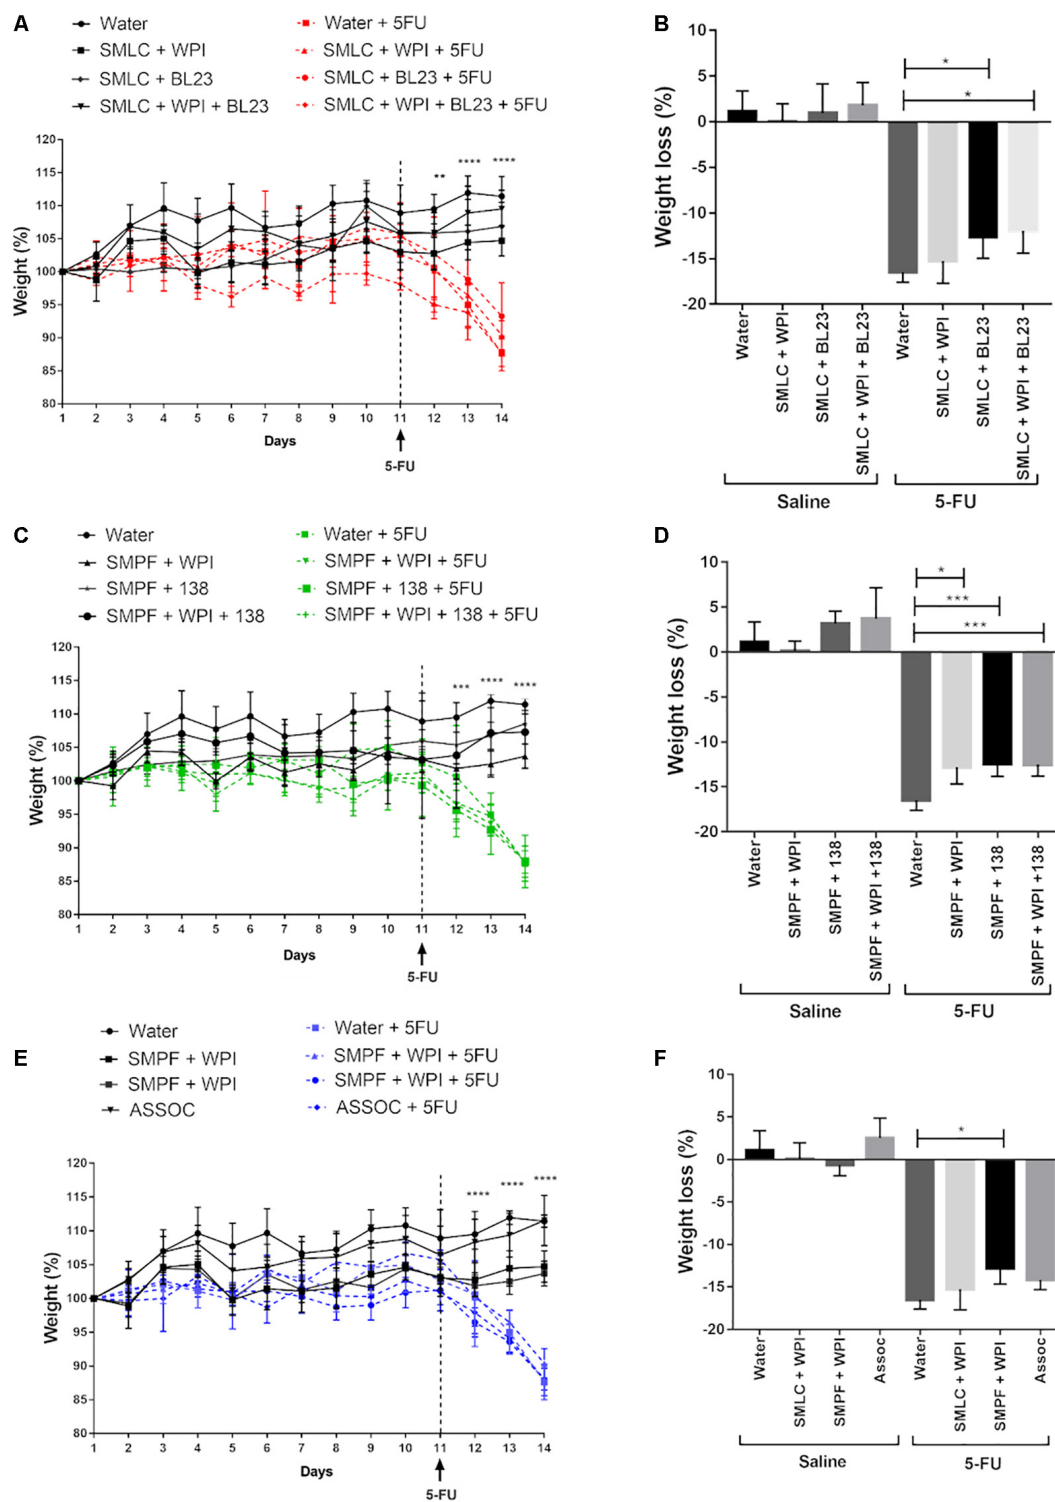 A
Water
SMLC + WPI
SMLC + BL23
SMLC + WPI + BL23
Water + 5FU
SMLC + WPI + 5FU
SMLC + BL23 + 5FU
SMLC + WPI + BL23 + 5FU
Weight (%)
120
115
110
105
100
95
90
85
80
** **** ****
1 2 3 4 5 6 7 8 9 10 11 12 13 14
Days
5-FU
B
Weight loss (%)
10
5
0
-5
-10
-15
-20
*
*
Water
SMLC + WPI
SMLC + BL23
SMLC + WPI + BL23
Water
SMLC + WPI
SMLC + BL23
SMLC + WPI + BL23
Saline
5-FU
C
Water
SMPF + WPI
SMPF + 138
SMPF + WPI + 138
Water + 5FU
SMPF + WPI + 5FU
SMPF + 138 + 5FU
SMPF + WPI + 138 + 5FU
Weight (%)
120
115
110
105
100
95
90
85
80
*** **** ****
1 2 3 4 5 6 7 8 9 10 11 12 13 14
Days
5-FU
D
Weight loss (%)
10
5
0
-5
-10
-15
-20
*
***
***
Water
SMPF + WPI
SMPF + 138
SMPF + WPI +138
Water
SMPF + WPI
SMPF + 138
SMPF + WPI +138
Saline
5-FU
E
Water
SMPF + WPI
SMPF + WPI
ASSOC
Water + 5FU
SMPF + WPI + 5FU
SMPF + WPI + 5FU
ASSOC + 5FU
Weight (%)
120
115
110
105
100
95
90
85
80
**** **** ****
1 2 3 4 5 6 7 8 9 10 11 12 13 14
Days
5-FU
F
Weight loss (%)
10
5
0
-5
-10
-15
-20
*
Water
SMLC + WPI
SMPF + WPI
Assoc
Water
SMLC + WPI
SMPF + WPI
Assoc
Saline
5-FU